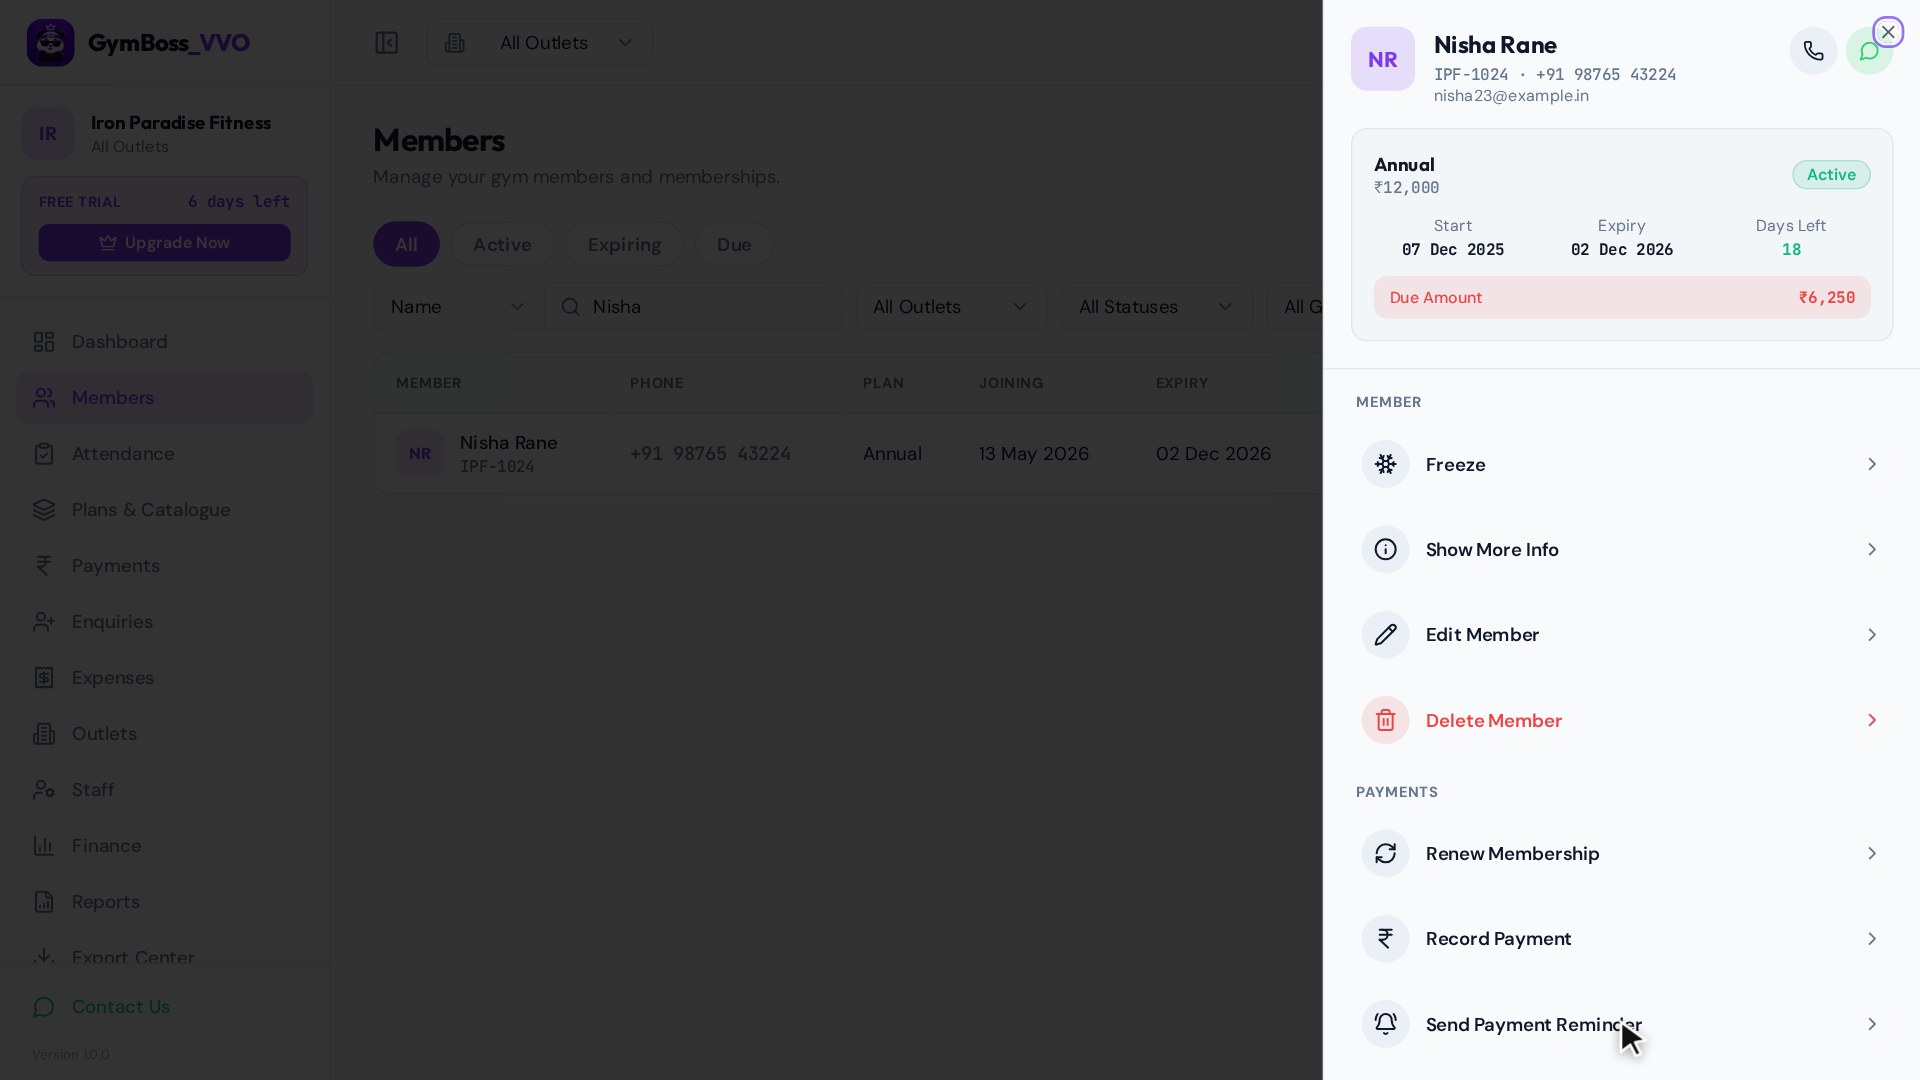 GymBoss_VVO
IR
Iron Paradise Fitness
All Outlets
FREE TRIAL
6 days left
Upgrade Now
Dashboard
Members
Attendance
Plans & Catalogue
Payments
Enquiries
Expenses
Outlets
Staff
Finance
Reports
Export Center
Contact Us
Version 1.0.0
All Outlets
Members
Manage your gym members and memberships.
All
Active
Expiring
Due
Name
Nisha
All Outlets
All Statuses
All G
MEMBER PHONE PLAN JOINING EXPIRY
NR
Nisha Rane
IPF-1024
+91 98765 43224
Annual
13 May 2026
02 Dec 2026
NR
Nisha Rane
IPF-1024 · +91 98765 43224
nisha23@example.in
Annual
₹12,000
Active
Start Expiry Days Left
07 Dec 2025 02 Dec 2026 18
Due Amount ₹6,250
MEMBER
Freeze
Show More Info
Edit Member
Delete Member
PAYMENTS
Renew Membership
Record Payment
Send Payment Reminder